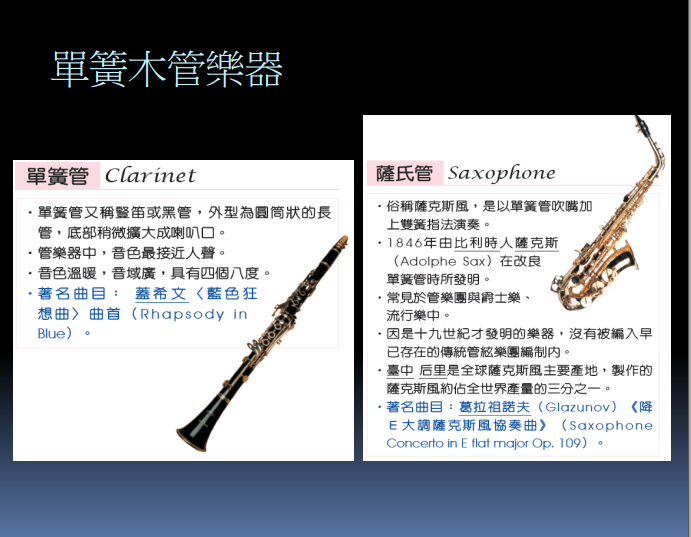 單簧木管樂器
單簧管 Clarinet
・單簧管又稱豎笛或黑管，外型為圓筒狀的長
管，底部稍微擴大成喇叭口。
・管樂器中，音色最接近人聲。
・音色溫暖，音域廣，具有四個八度。
・著名曲目： 蓋希文〈藍色狂
想曲〉曲首（Rhapsody in
Blue）。
薩氏管 Saxophone
・俗稱薩克斯風，是以單簧管吹嘴加
上雙簧指法演奏。
・1846年由比利時人薩克斯
（Adolphe Sax）在改良
單簧管時所發明。
・常見於管樂團與爵士樂、
流行樂中。
・因是十九世紀才發明的樂器，沒有被編入早
已存在的傳統管絃樂團編制內。
・臺中 后里是全球薩克斯風主要產地，製作的
薩克斯風約佔全世界產量的三分之一。
・著名曲目：葛拉祖諾夫（Glazunov）《降
E大調薩克斯風協奏曲》（Saxophone
Concerto in E flat major Op. 109）。